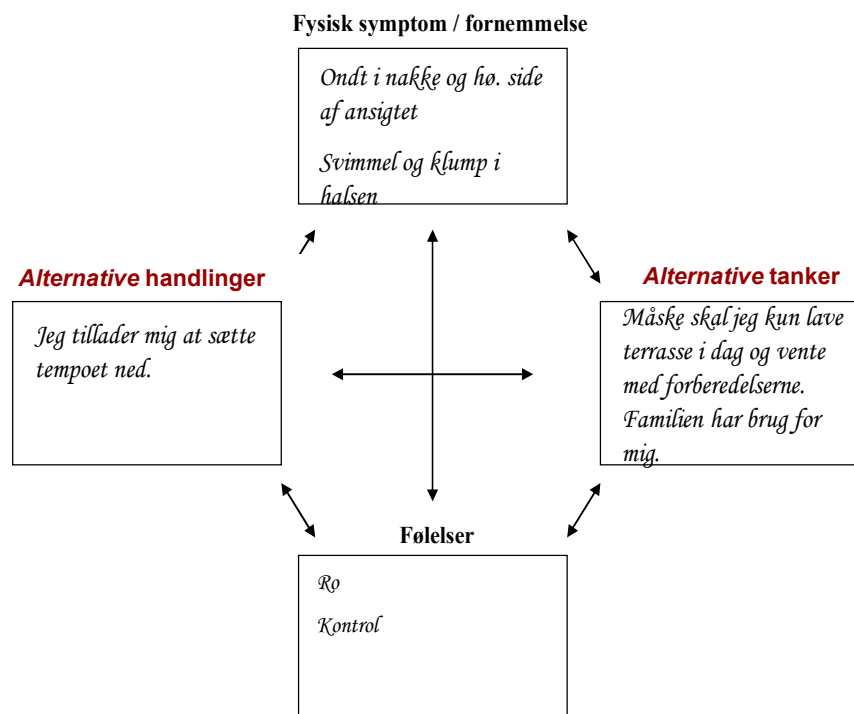 Fysisk symptom / fornemmelse
Ondt i nakke og hø. side
af ansigtet
Svimmel og klump i
halsen
Alternative handlinger
Jeg tillader mig at sætte
tempoet ned.
Alternative tanker
Måske skal jeg kun lave
terrasse i dag og vente
med forberedelserne.
Familien har brug for
mig.
Følelser
Ro
Kontrol